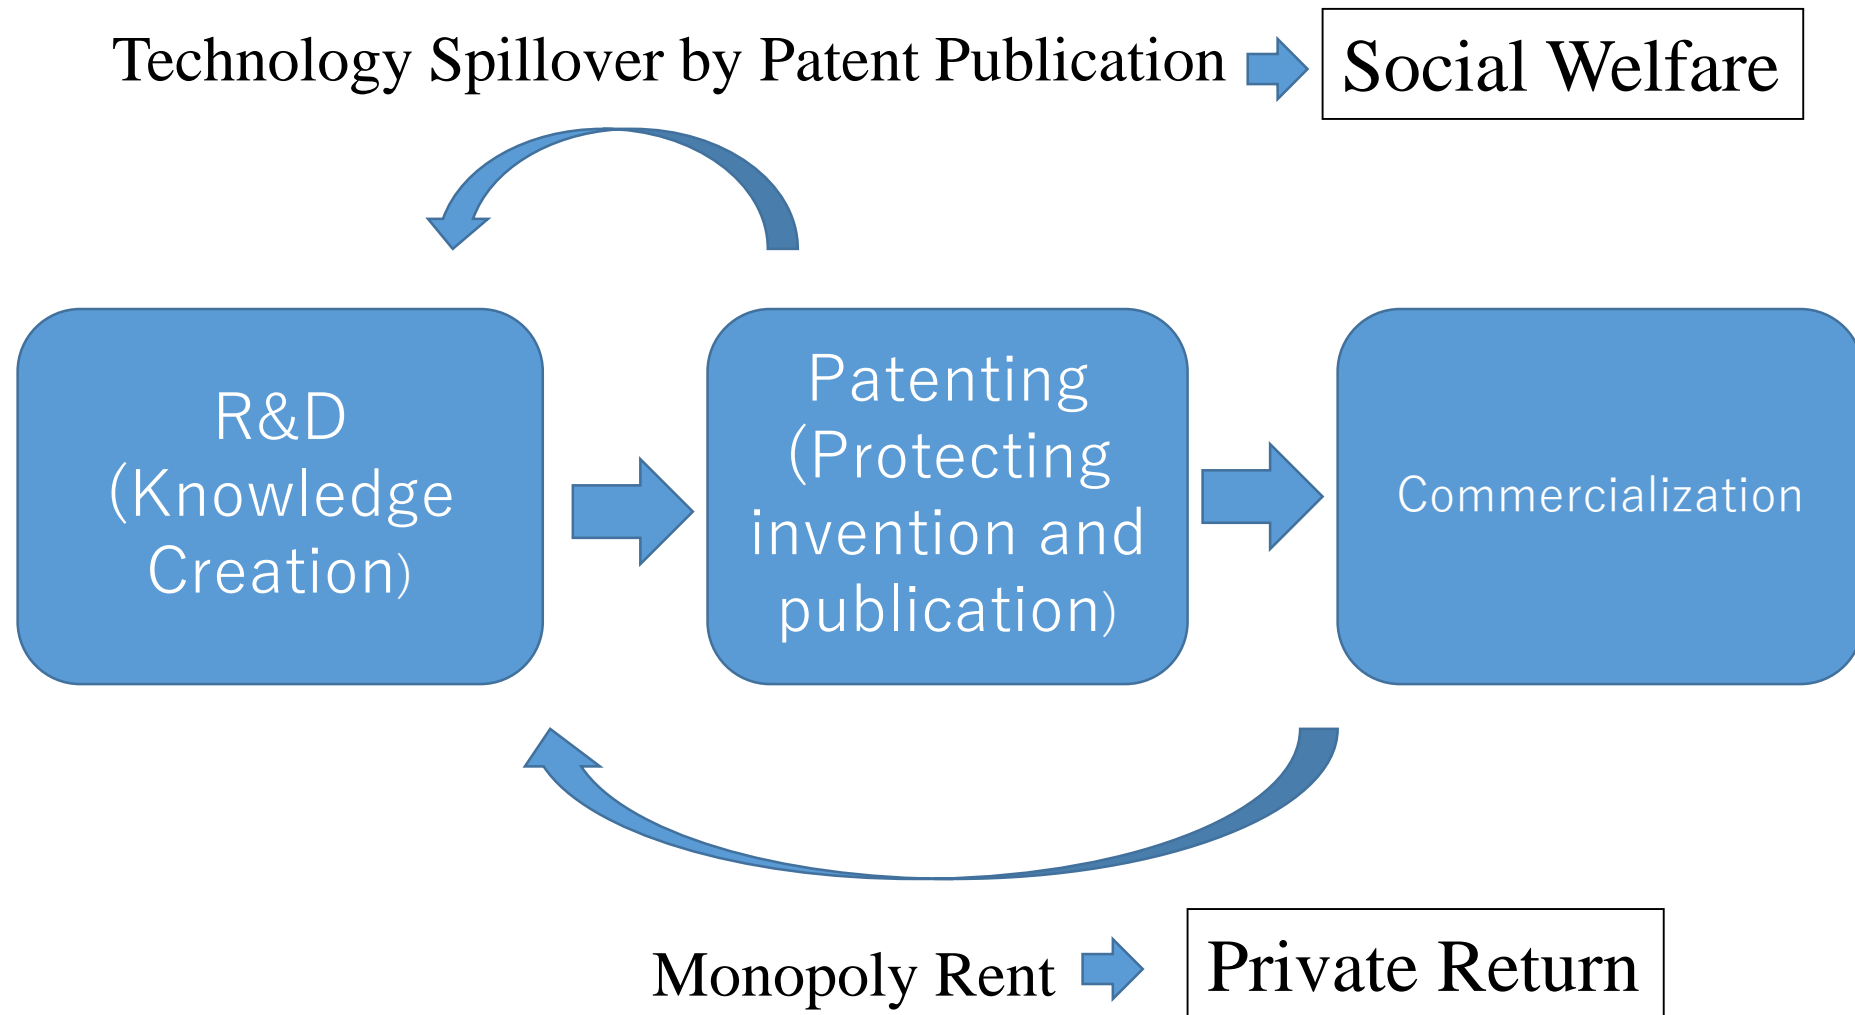 Technology Spillover by Patent Publication
Social Welfare
R&D
(Knowledge
Creation)
Patenting
(Protecting
invention and
publication)
Commercialization
Monopoly Rent
Private Return